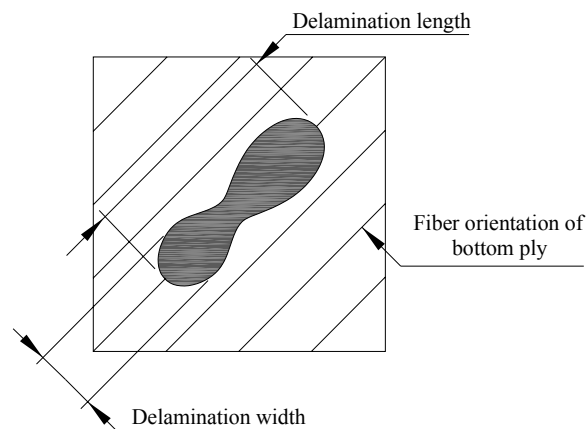 Delamination length
Fiber orientation of
bottom ply
Delamination width